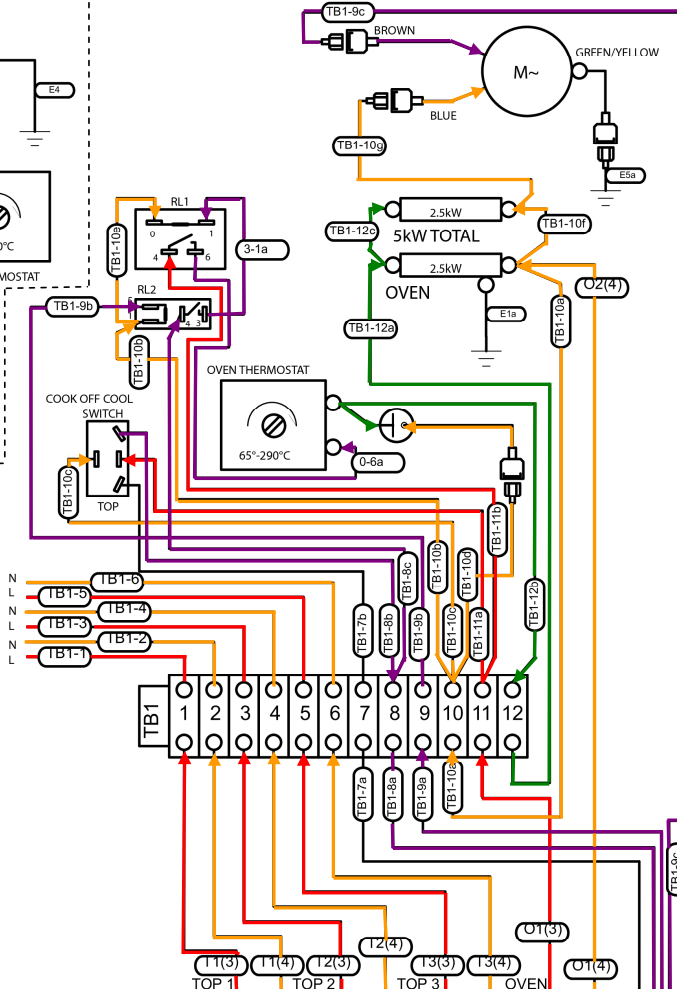 TB1-9c
BROWN
GREEN/YELLOW
M~
E4
BLUE
TB1-10g
E5a
0°C
MOSTAT
RL1
0
1
4
6
TB1-10e
3-1a
2.5kW
TB1-12c
5kW TOTAL
TB1-10f
2.5kW
OVEN
O2(4)
RL2
TB1-9b
4
3
E1a
TB1-10a
TB1-12a
TB1-10b
OVEN THERMOSTAT
COOK OFF COOL
SWITCH
65°-290°C
0-6a
TB1-10c
TOP
TB1-11b
TB1-10b
TB1-10d
TB1-8c
N
TB1-6
L
TB1-5
N
TB1-4
L
TB1-3
N
TB1-2
L
TB1-1
TB1-7b
TB1-8b
TB1-9b
TB1-10c
TB1-11a
TB1-12b
TB1
1
2
3
4
5
6
7
8
9
10
11
12
TB1-7a
TB1-8a
TB1-9a
TB1-10a
TB1-9c
T1(3)
T1(4)
T2(3)
T2(4)
T3(3)
T3(4)
O1(3)
O1(4)
TOP 1
TOP 2
TOP 3
OVEN